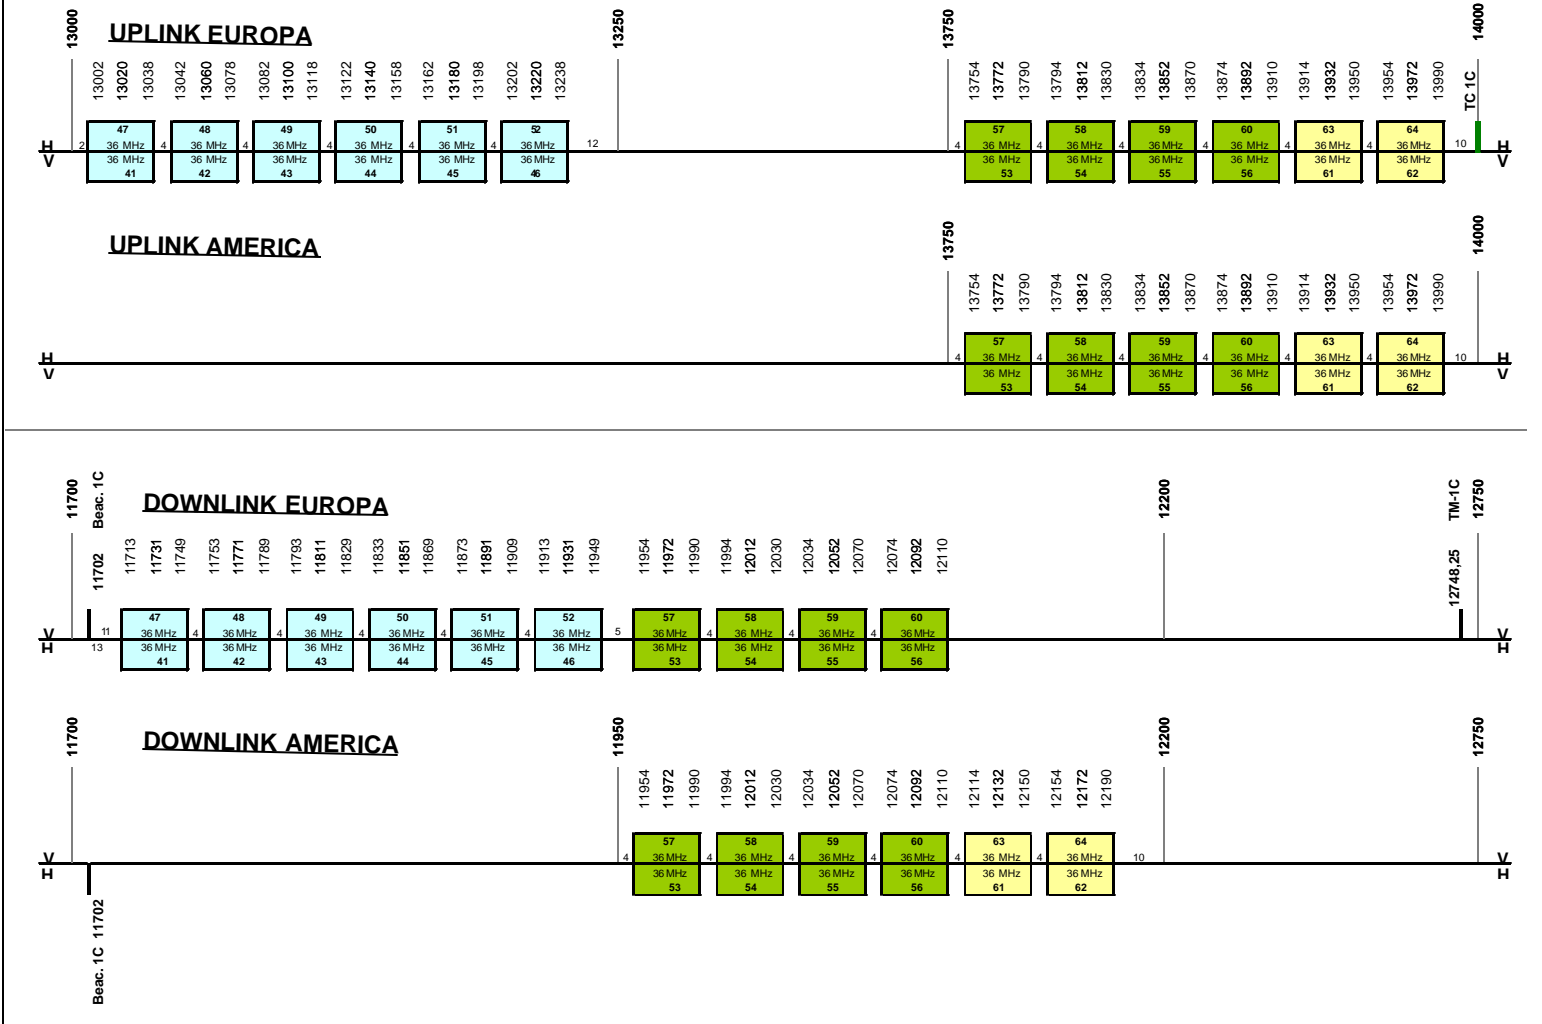 13000 13250 13750 14000
UPLINK EUROPA
TC 1C
13002 13020 13038 13042 13060 13078 13082 13100 13118 13122 13140 13158 13162 13180 13198 13202 13220 13238 13754 13772 13790 13794 13812 13830 13834 13852 13870 13874 13892 13910 13914 13932 13950 13954 13972 13990
47 48 49 50 51 52 57 58 59 60 63 64
H 2 36 MHz 4 36 MHz 4 36 MHz 4 36 MHz 4 36 MHz 4 36 MHz 12 4 36 MHz 4 36 MHz 4 36 MHz 4 36 MHz 4 36 MHz 4 36 MHz 10 H
V 36 MHz 36 MHz 36 MHz 36 MHz 36 MHz 36 MHz 36 MHz 36 MHz 36 MHz 36 MHz 36 MHz 36 MHz V
41 42 43 44 45 46 53 54 55 56 61 62
13750 14000
UPLINK AMERICA
13754 13772 13790 13794 13812 13830 13834 13852 13870 13874 13892 13910 13914 13932 13950 13954 13972 13990
57 58 59 60 63 64
H 4 36 MHz 4 36 MHz 4 36 MHz 4 36 MHz 4 36 MHz 4 36 MHz 10 H
V 36 MHz 36 MHz 36 MHz 36 MHz 36 MHz 36 MHz V
53 54 55 56 61 62
11700 Beac. 1C 12200 TM-1C 12750
DOWNLINK EUROPA
11702 11713 11731 11749 11753 11771 11789 11793 11811 11829 11833 11851 11869 11873 11891 11909 11913 11931 11949 11954 11972 11990 11994 12012 12030 12034 12052 12070 12074 12092 12110 12748,25
47 48 49 50 51 52 57 58 59 60
V 11 36 MHz 4 36 MHz 4 36 MHz 4 36 MHz 4 36 MHz 4 36 MHz 5 36 MHz 4 36 MHz 4 36 MHz 4 36 MHz V
H 13 36 MHz 36 MHz 36 MHz 36 MHz 36 MHz 36 MHz 36 MHz 36 MHz 36 MHz 36 MHz H
41 42 43 44 45 46 53 54 55 56
11700 11950 12200 12750
DOWNLINK AMERICA
11954 11972 11990 11994 12012 12030 12034 12052 12070 12074 12092 12110 12114 12132 12150 12154 12172 12190
57 58 59 60 63 64
V 4 36 MHz 4 36 MHz 4 36 MHz 4 36 MHz 4 36 MHz 4 36 MHz 10 V
H 36 MHz 36 MHz 36 MHz 36 MHz 36 MHz 36 MHz H
53 54 55 56 61 62
Beac. 1C 11702